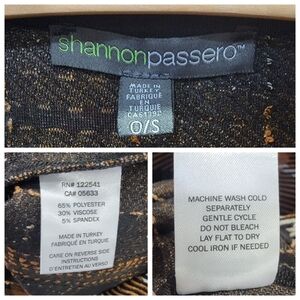 shannonpassero™
MADE IN
TURKEY
FABRIQUÉ
EN
TURQUIE
O/S
RN# 122541
CA# 05633
65% POLYESTER
30% VISCOSE
5% SPANDEX
MADE IN TURKEY
FABRIQUÉ EN TURQUIE
CARE ON REVERSE SIDE
INSTRUCTIONS
D'ENTRETIEN AU VERSO
MACHINE WASH COLD
SEPARATELY
GENTLE CYCLE
DO NOT BLEACH
LAY FLAT TO DRY
COOL IRON IF NEEDED